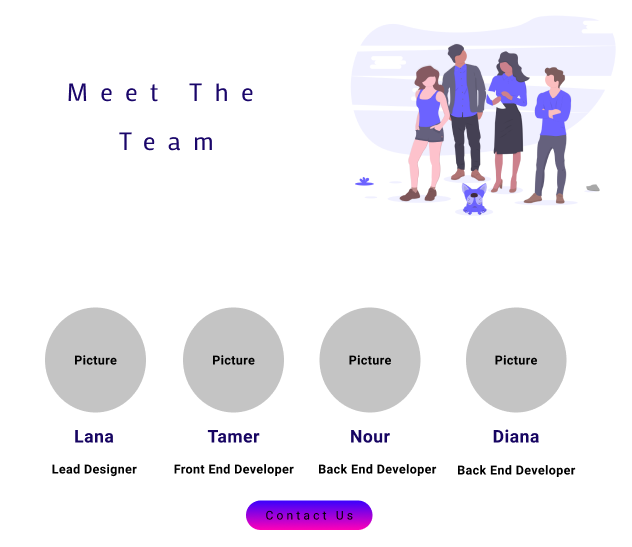 Meet The
Team
Picture Picture Picture Picture
Lana Tamer Nour Diana
Lead Designer Front End Developer Back End Developer Back End Developer
Contact Us